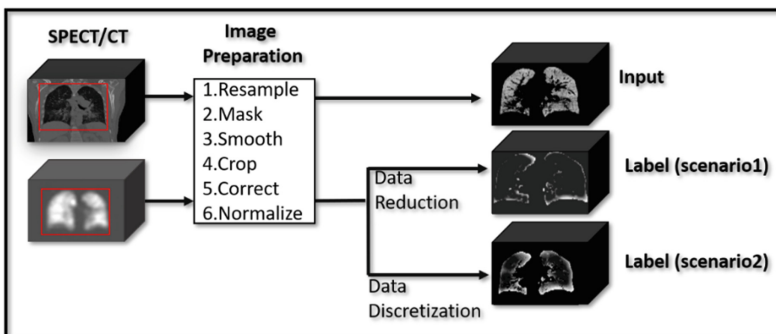 SPECT/CT
Image
Preparation
1.Resample
2.Mask
3.Smooth
4.Crop
5.Correct
6.Normalize
Input
Data
Reduction
Label (scenario1)
Data
Discretization
Label (scenario2)